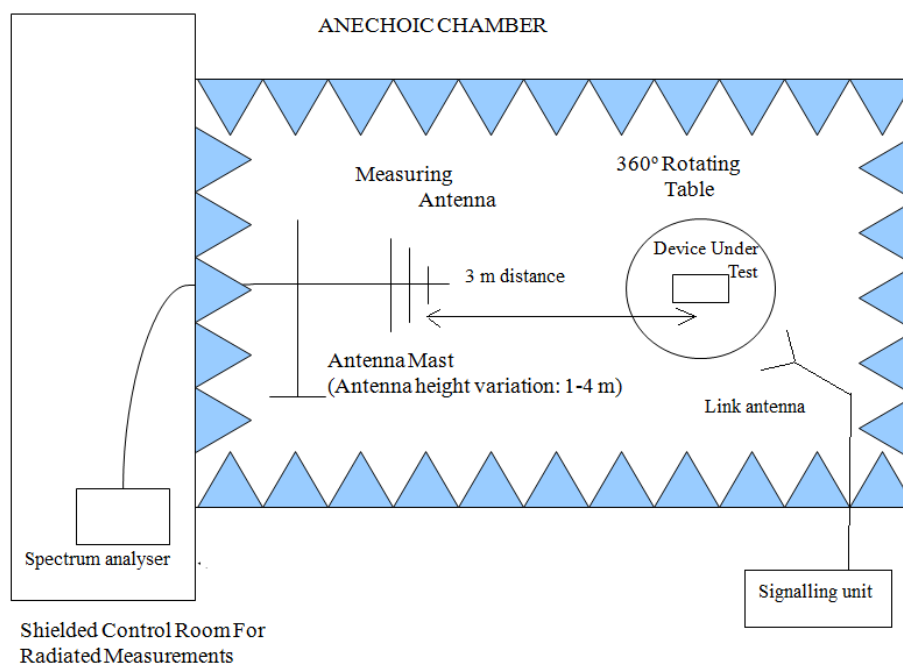 ANECHOIC CHAMBER
Measuring
Antenna
360º Rotating
Table
Device Under
Test
3 m distance
Antenna Mast
(Antenna height variation: 1-4 m)
Link antenna
Spectrum analyser
Signalling unit
Shielded Control Room For
Radiated Measurements